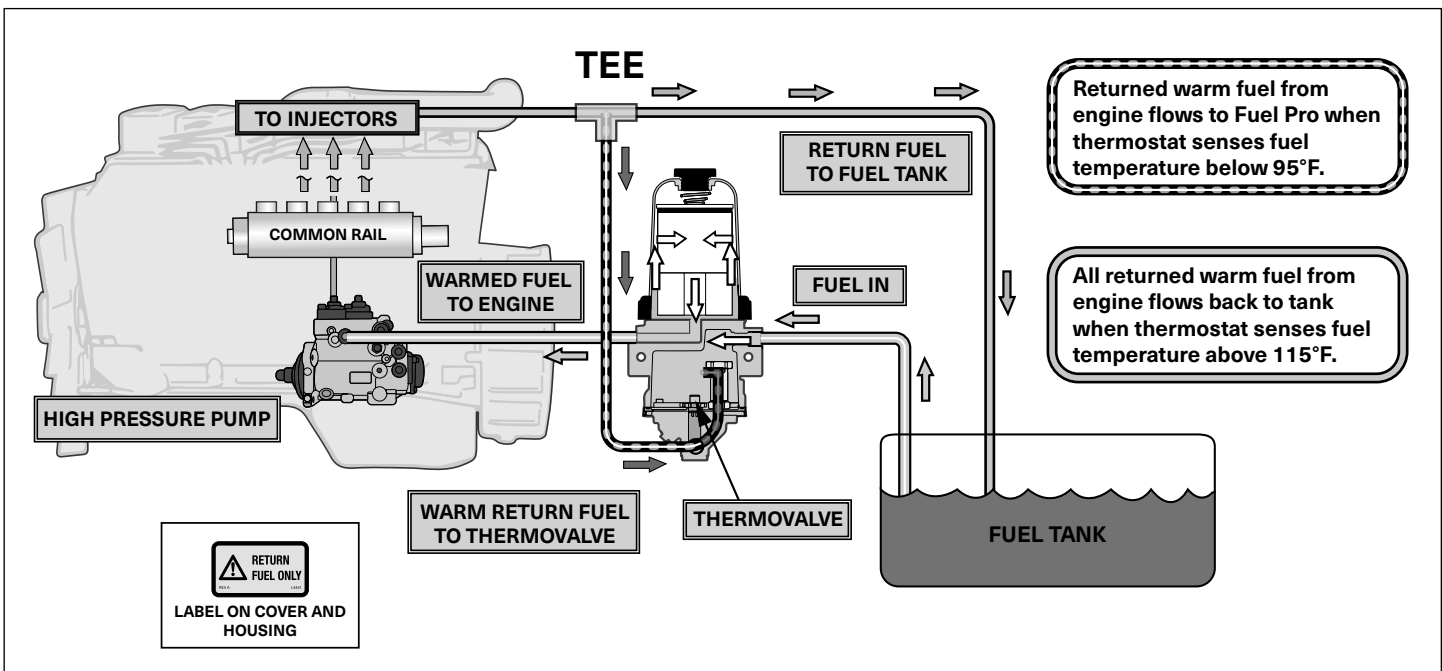 TEE
TO INJECTORS
RETURN FUEL
TO FUEL TANK
Returned warm fuel from
engine flows to Fuel Pro when
thermostat senses fuel
temperature below 95°F.
COMMON RAIL
WARMED FUEL
TO ENGINE
FUEL IN
All returned warm fuel from
engine flows back to tank
when thermostat senses fuel
temperature above 115°F.
HIGH PRESSURE PUMP
WARM RETURN FUEL
TO THERMOVALVE
THERMOVALVE
FUEL TANK
RETURN
FUEL ONLY
REV A
LABEL ON COVER AND
HOUSING